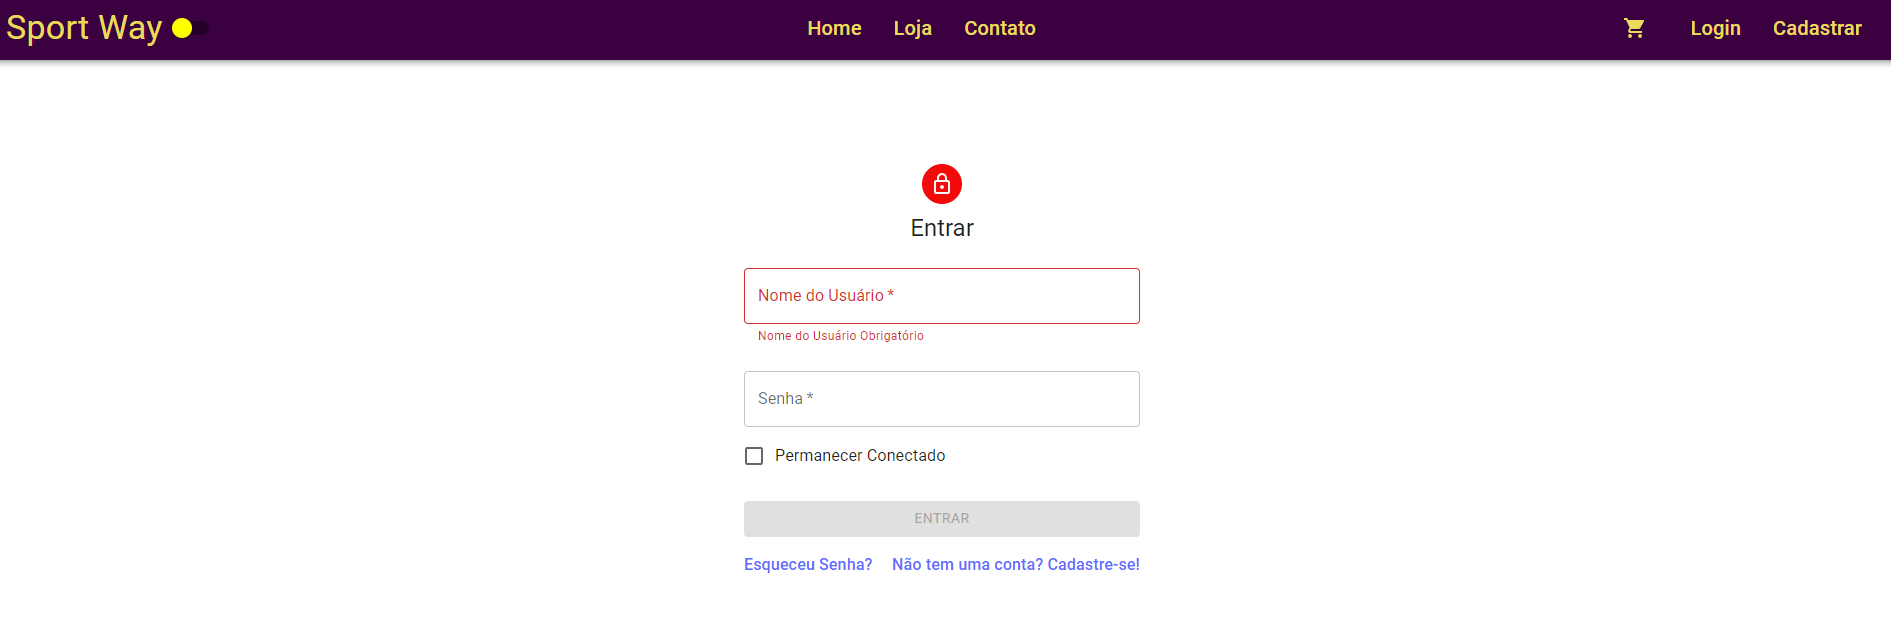 Sport Way Home Loja Contato Login Cadastrar
Entrar
Nome do Usuário *
Nome do Usuário Obrigatório
Senha *
Permanecer Conectado
ENTRAR
Esqueceu Senha? Não tem uma conta? Cadastre-se!